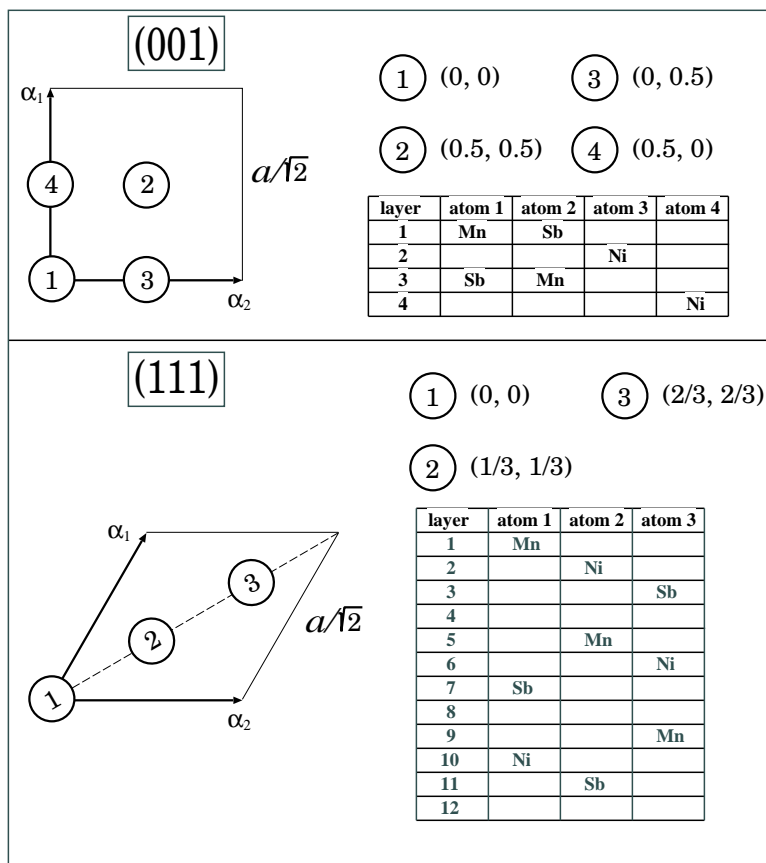 (001)
α1
4 2
a/√2
1 3
α2
1 (0, 0) 3 (0, 0.5)
2 (0.5, 0.5) 4 (0.5, 0)
layer atom 1 atom 2 atom 3 atom 4
1 Mn Sb
2 Ni
3 Sb Mn
4 Ni
(111)
α1
3
2
a/√2
1
α2
1 (0, 0) 3 (2/3, 2/3)
2 (1/3, 1/3)
layer atom 1 atom 2 atom 3
1 Mn
2 Ni
3 Sb
4
5 Mn
6 Ni
7 Sb
8
9 Mn
10 Ni
11 Sb
12